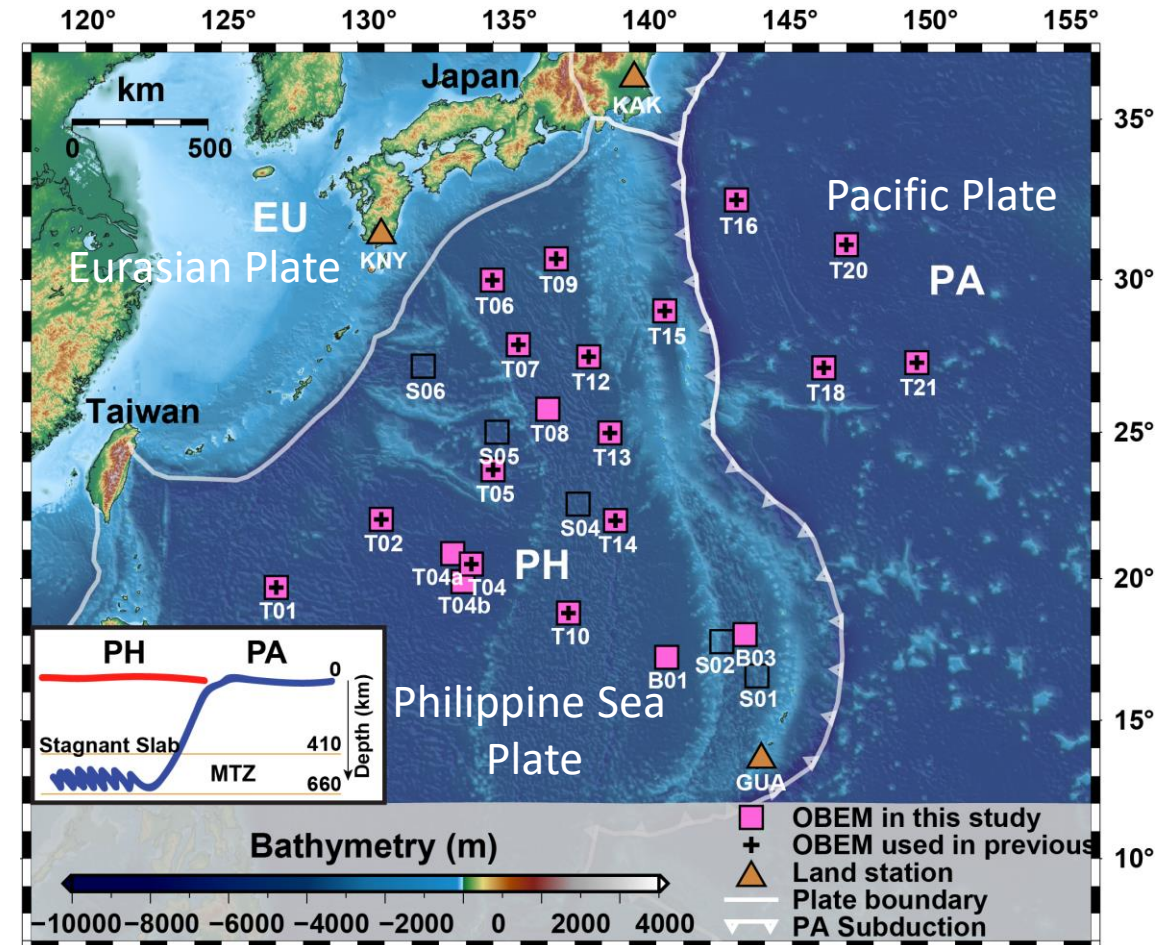 120° 125° 130° 135° 140° 145° 150° 155°
Japan
km
KAK
0 500
35°
EU
Pacific Plate
T16
Eurasian Plate
KNY
T20
T09
PA
30°
T06
T15
T07
T12
T18
T21
S06
Taiwan
T08
25°
S05
T13
T05
S04
T02
T14
PH
T04a
T04
T04b
20°
T01
T10
PH PA
0
S02
B03
B01
S01
Philippine Sea
Plate
15°
Stagnant Slab
410
MTZ
660
Depth (km)
GUA
Bathymetry (m)
OBEM in this study
OBEM used in previous
10°
Land station
Plate boundary
PA Subduction
−10000 −8000 −6000 −4000 −2000 0 2000 4000